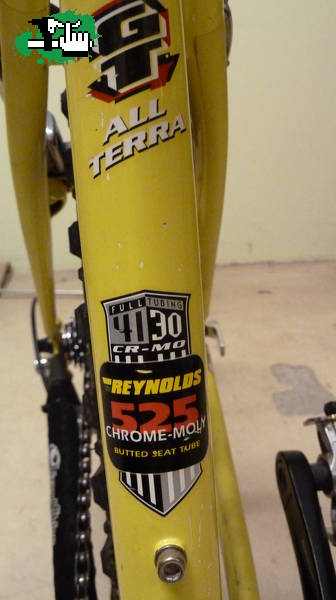 GT
ALL
TERRA
FULL TUBING
4130
CR-MO
REYNOLDS
525
CHROME-MOLY
BUTTED SEAT TUBE